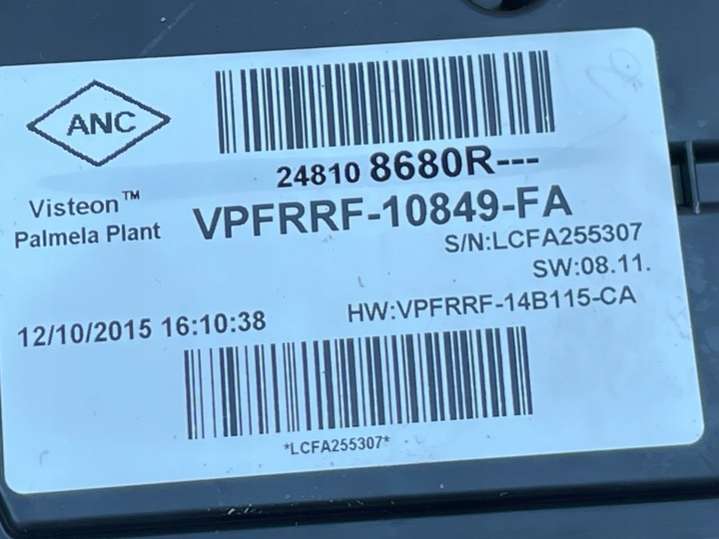 ANC
24810 8680R---
Visteon™
Palmela Plant
VPFRRF-10849-FA
S/N:LCFA255307
SW:08.11.
HW:VPFRRF-14B115-CA
12/10/2015 16:10:38
*LCFA255307*